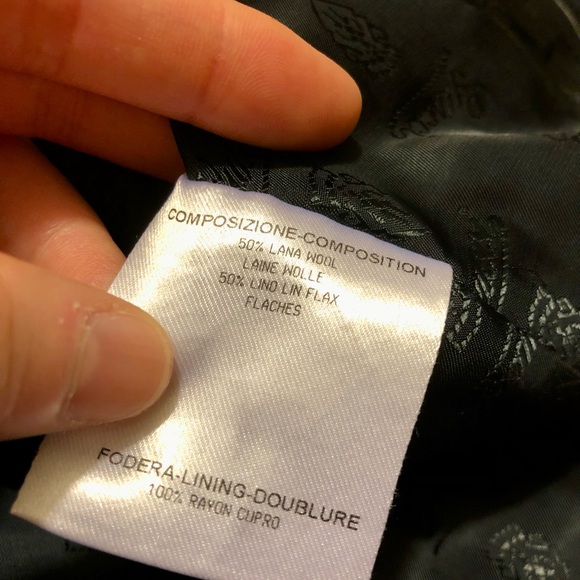 COMPOSIZIONE-COMPOSITION
50% LANA WOOL
LAINE WOLLE
50% LINO LIN FLAX
FLACHES
FODERA-LINING-DOUBLURE
100% RAYON CUPRO